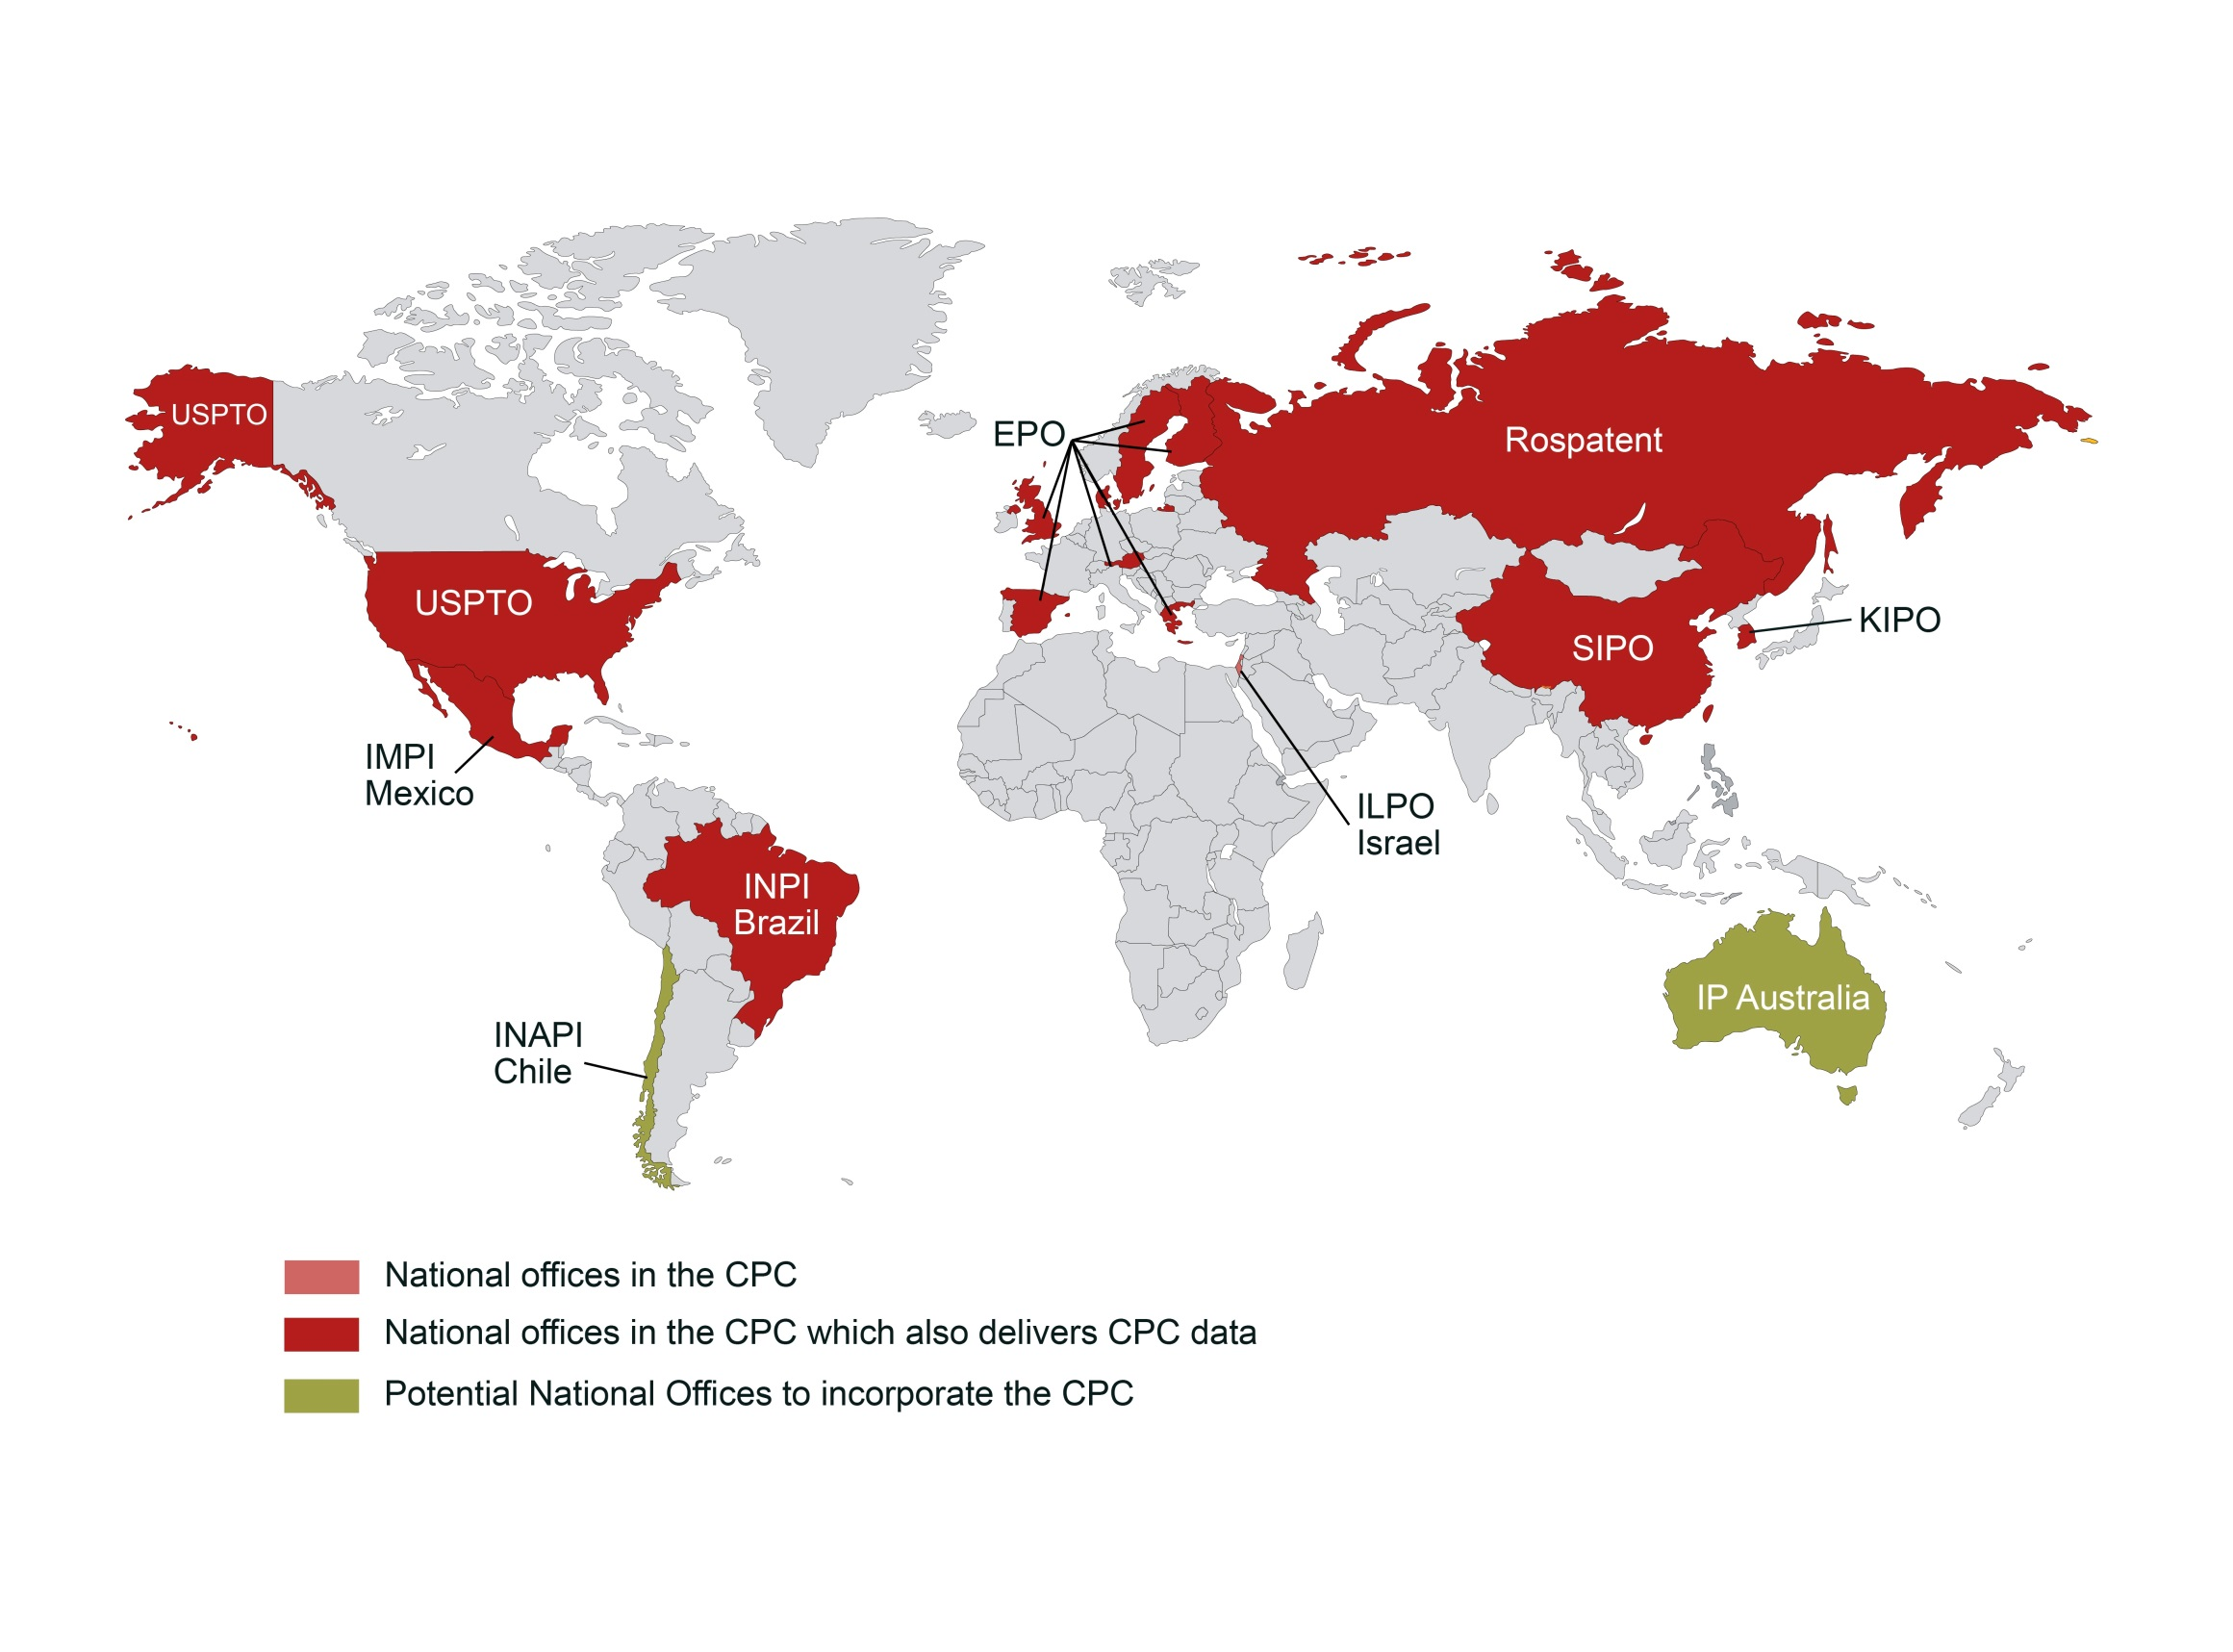 USPTO
EPO
Rospatent
USPTO
KIPO
SIPO
IMPI
Mexico
ILPO
Israel
INPI
Brazil
IP Australia
INAPI
Chile
National offices in the CPC
National offices in the CPC which also delivers CPC data
Potential National Offices to incorporate the CPC